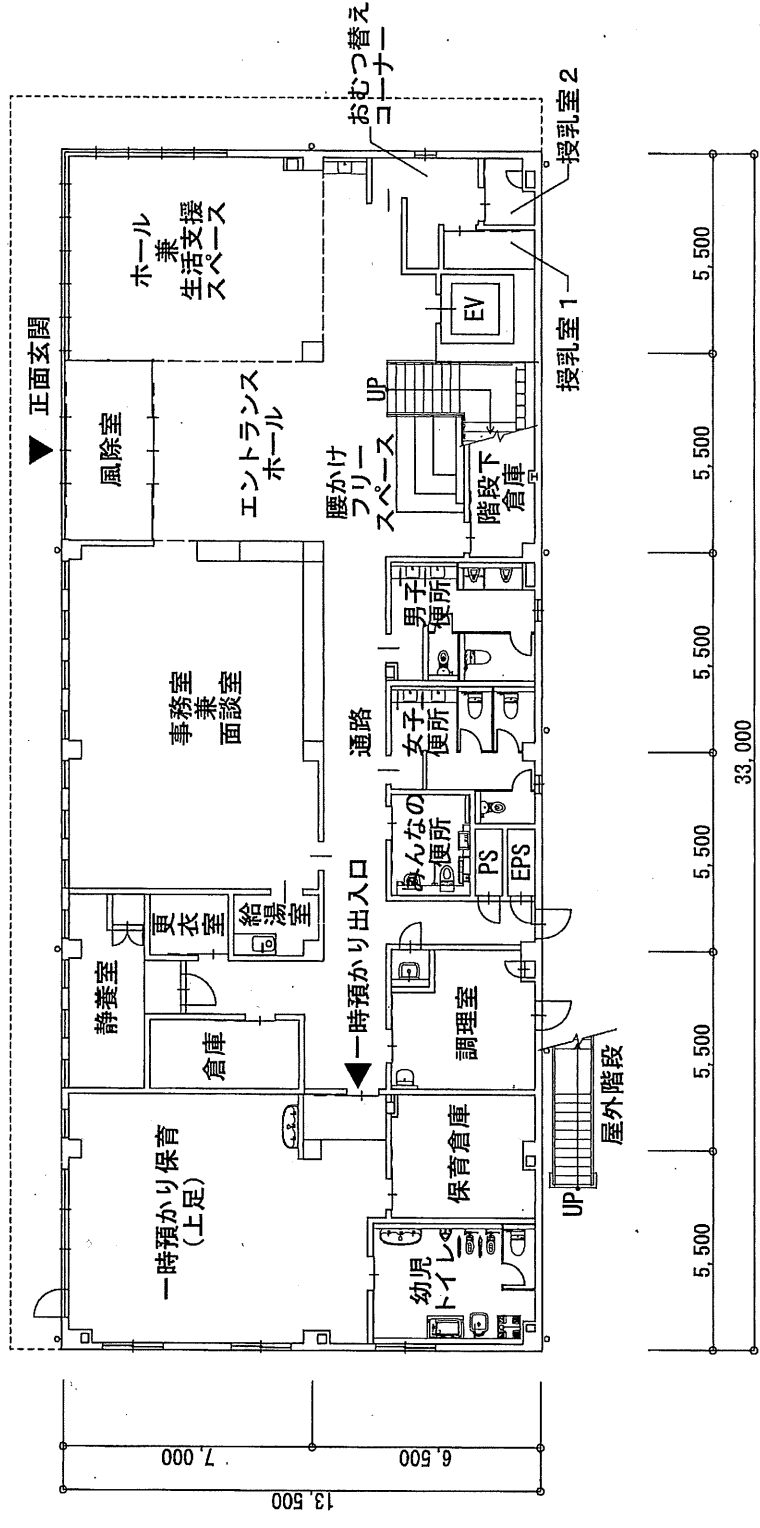 正面玄関
風除室
ホール
兼
生活支援
スペース
エントランス
ホール
腰かけ
フリー
スペース
UP
EV
階段下
倉庫
おむつ替え
コーナー
授乳室1
授乳室2
事務室
兼
面談室
通路
男子
便所
女子
便所
みんなの
便所
PS
EPS
静養室
更衣室
給湯室
倉庫
一時預かり出入口
調理室
一時預かり保育
(上足)
保育倉庫
幼児
トイレ
屋外階段
UP
5,500
5,500
5,500
5,500
5,500
5,500
33,000
7,000
6,500
13,500